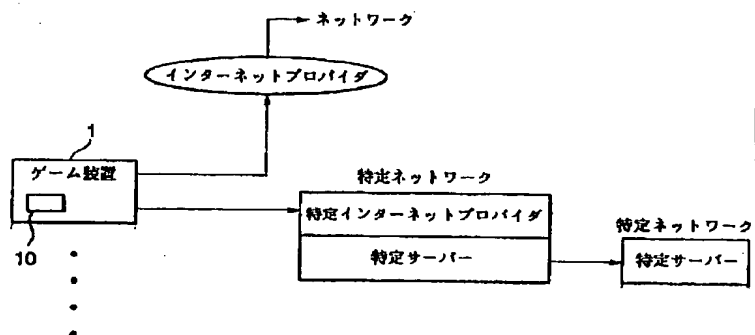 ネットワーク
インターネットプロバイダ
1
ゲーム装置
10
特定ネットワーク
特定インターネットプロバイダ
特定サーバー
特定ネットワーク
特定サーバー